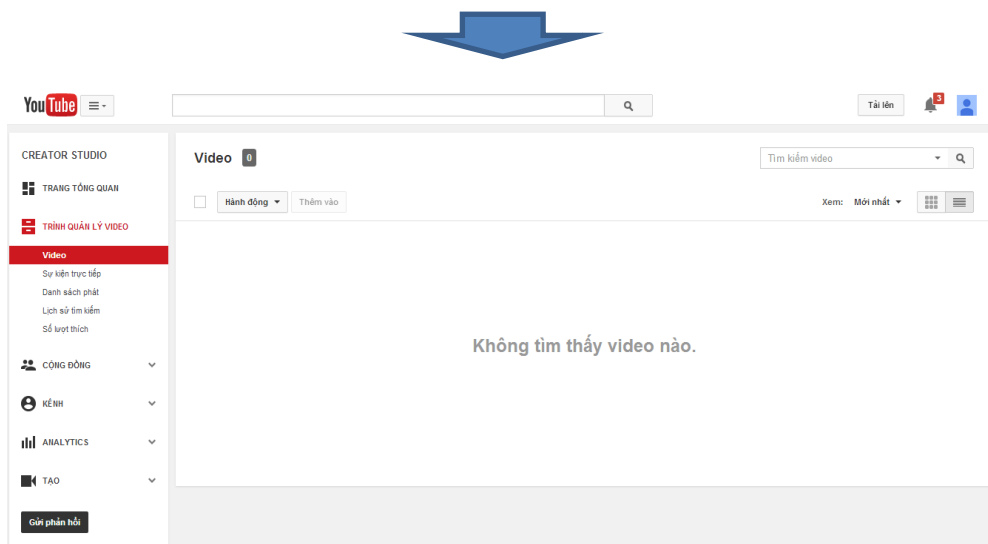 YouTube
Tải lên
3
CREATOR STUDIO
TRANG TỔNG QUAN
TRÌNH QUẢN LÝ VIDEO
Video
Sự kiện trực tiếp
Danh sách phát
Lịch sử tìm kiếm
Số lượt thích
CỘNG ĐỒNG
KÊNH
ANALYTICS
TẠO
Gửi phản hồi
Video 0
Tìm kiếm video
Hành động
Thêm vào
Xem: Mới nhất
Không tìm thấy video nào.